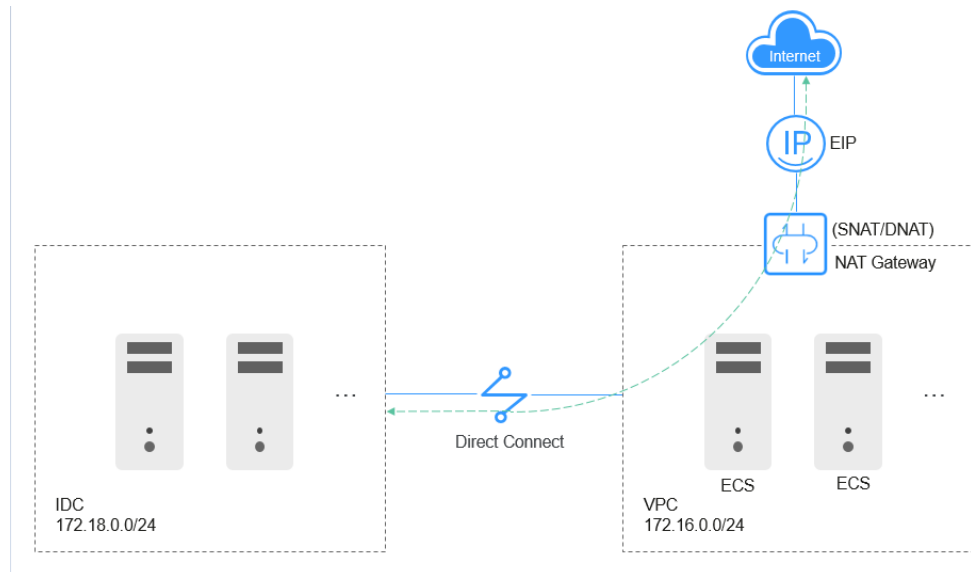 Internet
IP
EIP
(SNAT/DNAT)
NAT Gateway
...
...
Direct Connect
ECS
ECS
IDC
172.18.0.0/24
VPC
172.16.0.0/24